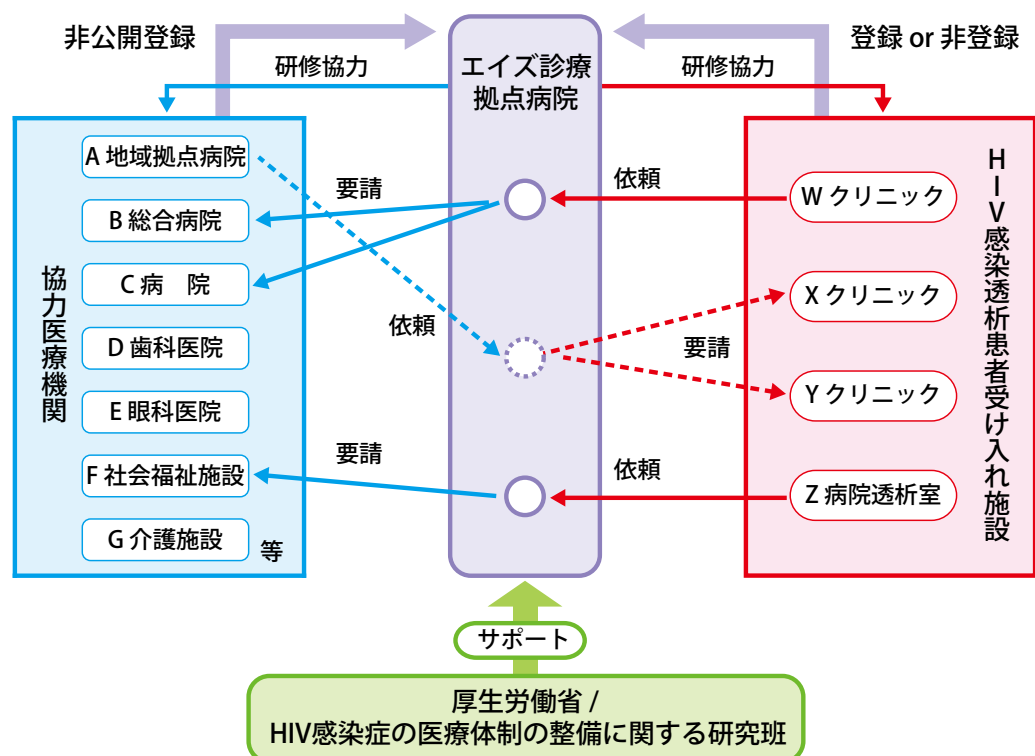 非公開登録
登録 or 非登録
研修協力
エイズ診療
拠点病院
研修協力
協力医療機関
A 地域拠点病院
B 総合病院
C 病　院
D 歯科医院
E 眼科医院
F 社会福祉施設
G 介護施設
等
要請
依頼
要請
依頼
要請
依頼
W クリニック
X クリニック
Y クリニック
Z 病院透析室
HIV感染透析患者受け入れ施設
サポート
厚生労働省 /
HIV感染症の医療体制の整備に関する研究班